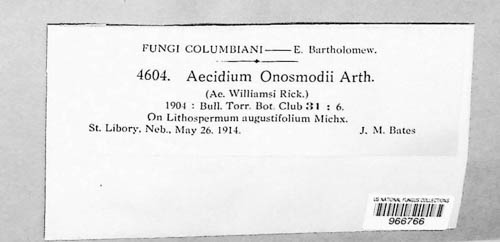 FUNGI COLUMBIANI—E. Bartholomew.
4604. Aecidium Onosmodii Arth.
(Ae. Williamsi Rick.)
1904 : Bull. Torr. Bot. Club 31 : 6.
On Lithospermum augustifolium Michx.
St. Libory, Neb., May 26, 1914. J. M. Bates
US NATIONAL FUNGUS COLLECTIONS
966766